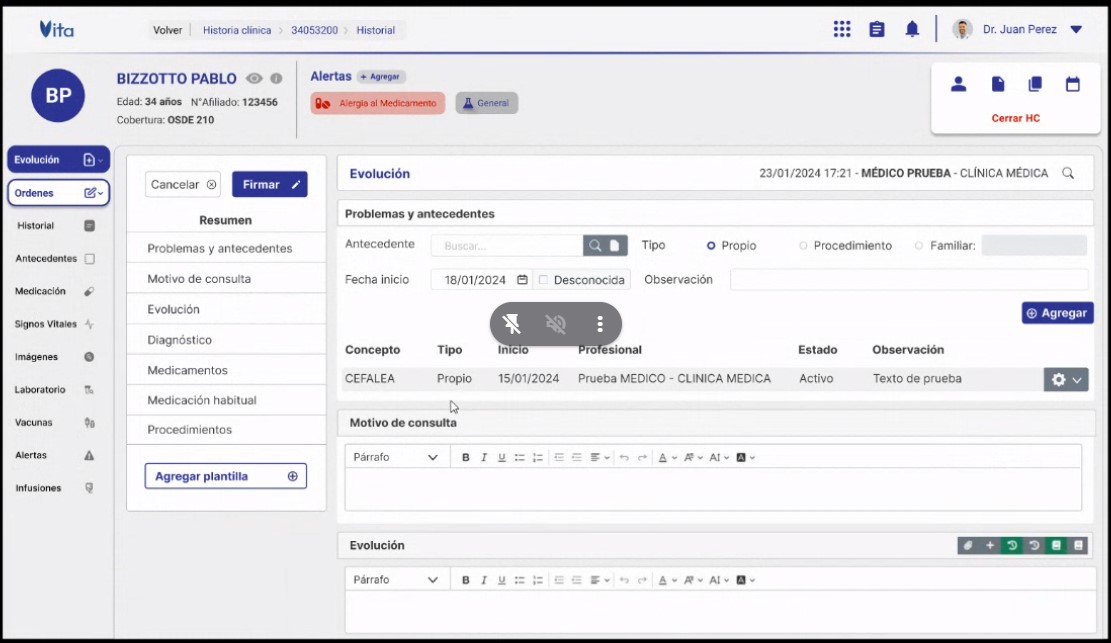 Vita
Volver Historia clínica > 34053200 > Historial
Dr. Juan Perez
BP
BIZZOTTO PABLO
Edad: 34 años N°Afiliado: 123456
Cobertura: OSDE 210
Alertas + Agregar
Alergia al Medicamento General
Cerrar HC
Evolución
Ordenes
Historial
Antecedentes
Medicación
Signos Vitales
Imágenes
Laboratorio
Vacunas
Alertas
Infusiones
Cancelar Firmar
Resumen
Problemas y antecedentes
Motivo de consulta
Evolución
Diagnóstico
Medicamentos
Medicación habitual
Procedimientos
Agregar plantilla
Evolución 23/01/2024 17:21 - MÉDICO PRUEBA - CLÍNICA MÉDICA
Problemas y antecedentes
Antecedente Buscar... Tipo Propio Procedimiento Familiar:
Fecha inicio 18/01/2024 Desconocida Observación
Agregar
Concepto Tipo Inicio Profesional Estado Observación
CEFALEA Propio 15/01/2024 Prueba MEDICO - CLINICA MEDICA Activo Texto de prueba
Motivo de consulta
Párrafo B I U A AI A
Evolución
Párrafo B I U A AI A